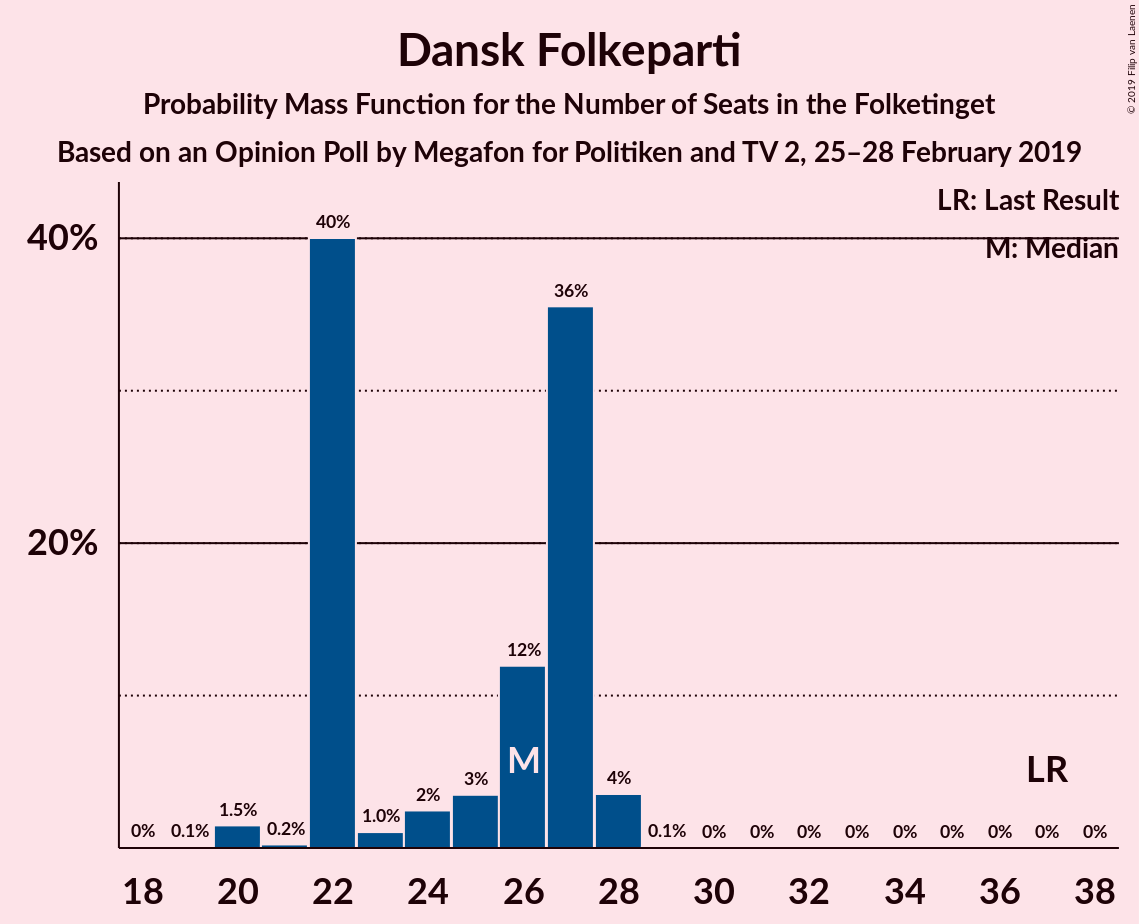 Dansk Folkeparti
Probability Mass Function for the Number of Seats in the Folketinget
Based on an Opinion Poll by Megafon for Politiken and TV 2, 25–28 February 2019
© 2019 Filip van Laenen
LR: Last Result
M: Median
40%
20%
0%
0.1%
1.5%
0.2%
40%
1.0%
2%
3%
12%
36%
4%
0.1%
0%
0%
0%
0%
0%
0%
0%
0%
0%
M
LR
18 20 22 24 26 28 30 32 34 36 38